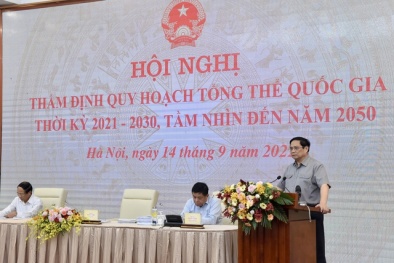 HỘI NGHỊ
THẨM ĐỊNH QUY HOẠCH TỔNG THỂ QUỐC GIA
THỜI KỲ 2021 - 2030, TẦM NHÌN ĐẾN NĂM 2050
Hà Nội, ngày 14 tháng 9 năm